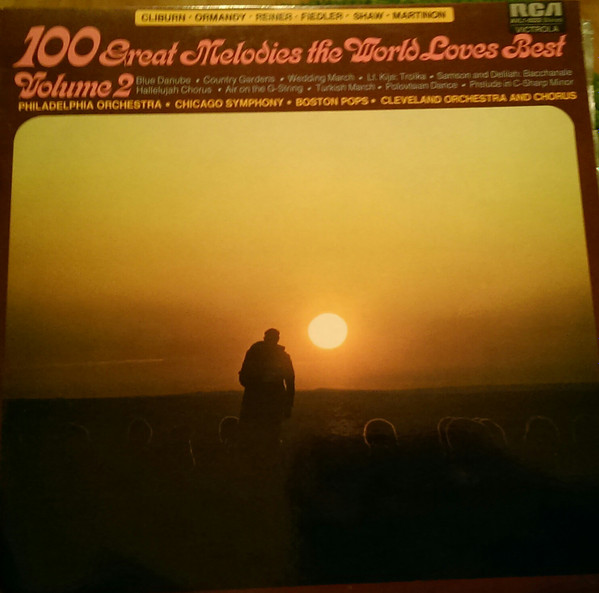 CLIBURN · ORMANDY · REINER · FIEDLER · SHAW · MARTINON
RCA
VICTROLA
100 Great Melodies the World Loves Best
Volume 2
Blue Danube • Country Gardens • Wedding March • Lt. Kije: Troika • Samson and Delilah: Bacchanale
Hallelujah Chorus • Air on the G-String • Turkish March • Polovtsian Dance • Prelude in C-Sharp Minor
PHILADELPHIA ORCHESTRA • CHICAGO SYMPHONY • BOSTON POPS • CLEVELAND ORCHESTRA AND CHORUS